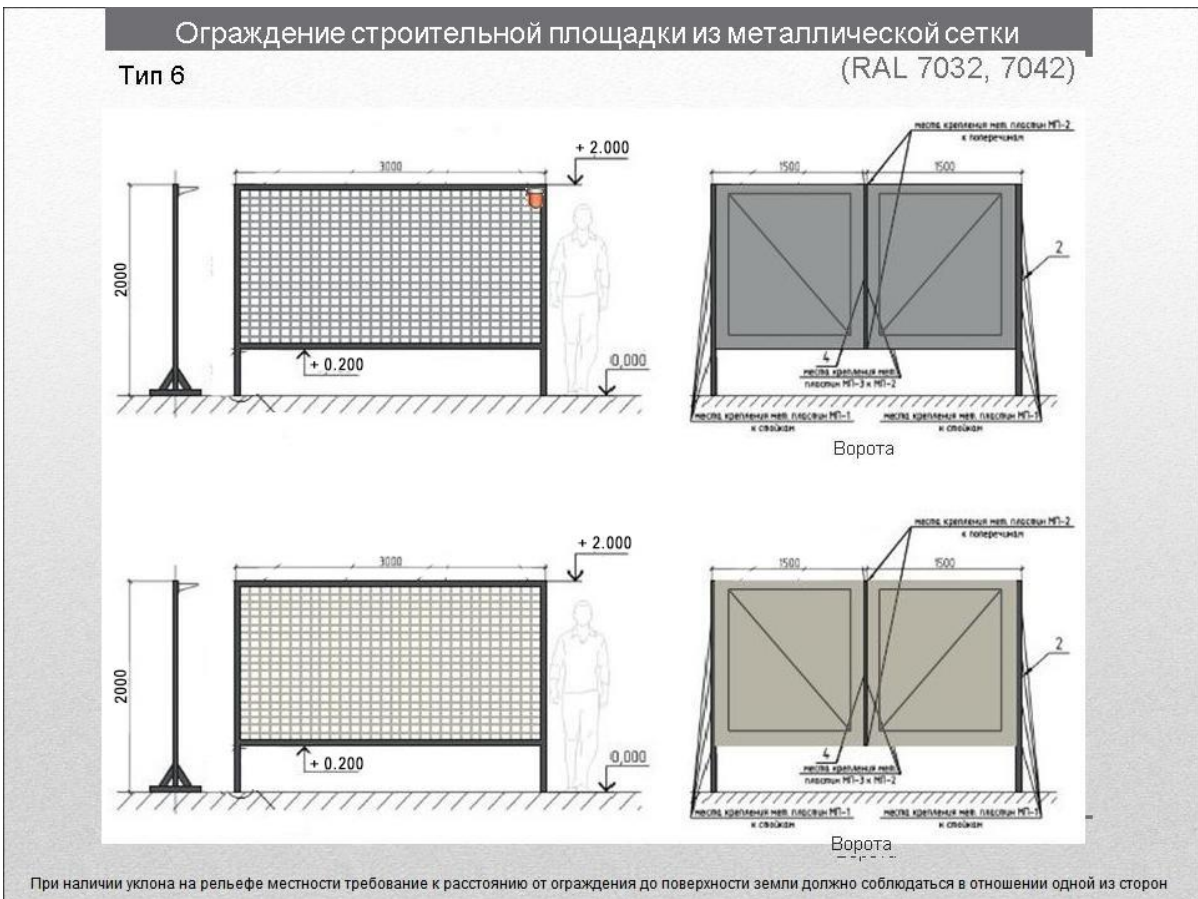 Ограждение строительной площадки из металлической сетки
(RAL 7032, 7042)
Тип 6
3000
+ 2.000
2000
+ 0.200
0,000
места крепления мет. пластин МП-2
к поперечинам
1500
1500
2
4
места крепления мет.
пластин МП-3 к МП-2
места крепления мет. пластин МП-1
к стойкам
места крепления мет. пластин МП-1
к стойкам
Ворота
3000
+ 2.000
2000
+ 0.200
0,000
места крепления мет. пластин МП-2
к поперечинам
1500
1500
2
4
места крепления мет.
пластин МП-3 к МП-2
места крепления мет. пластин МП-1
к стойкам
места крепления мет. пластин МП-1
к стойкам
Ворота
При наличии уклона на рельефе местности требование к расстоянию от ограждения до поверхности земли должно соблюдаться в отношении одной из сторон